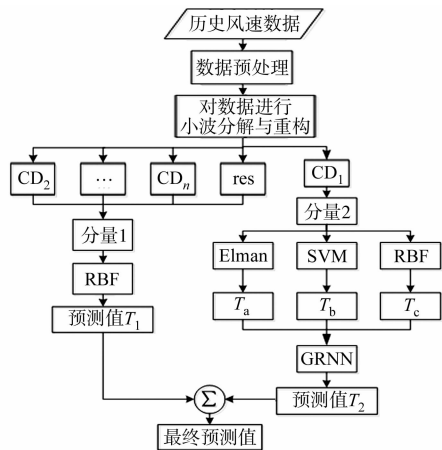 历史风速数据
数据预处理
对数据进行
小波分解与重构
CD2 … CDn res CD1
分量1 分量2
RBF Elman SVM RBF
预测值T1 Ta Tb Tc
GRNN
Σ 预测值T2
最终预测值